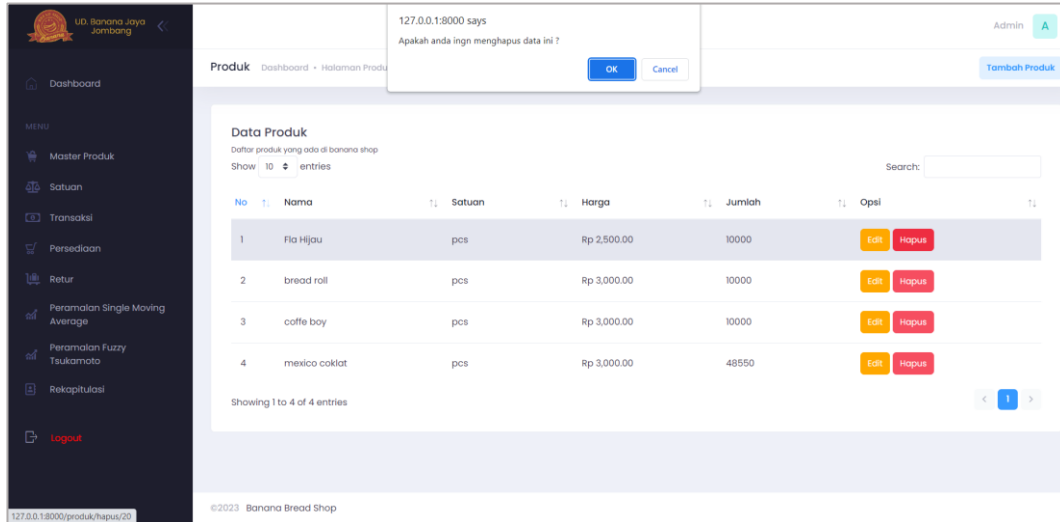 UD. Banana Jaya
Jombang
127.0.0.1:8000 says
Apakah anda ingn menghapus data ini ?
OK Cancel
Admin A
Produk Dashboard • Halaman Produ
Tambah Produk
Dashboard
MENU
Master Produk
Satuan
Transaksi
Persediaan
Retur
Peramalan Single Moving
Average
Peramalan Fuzzy
Tsukamoto
Rekapitulasi
Logout
Data Produk
Daftar produk yang ada di banana shop
Show 10 entries
Search:
No Nama Satuan Harga Jumlah Opsi
1 Fla Hijau pcs Rp 2,500.00 10000 Edit Hapus
2 bread roll pcs Rp 3,000.00 10000 Edit Hapus
3 coffe boy pcs Rp 3,000.00 10000 Edit Hapus
4 mexico coklat pcs Rp 3,000.00 48550 Edit Hapus
Showing 1 to 4 of 4 entries
< 1 >
©2023 Banana Bread Shop
127.0.0.1:8000/produk/hapus/20